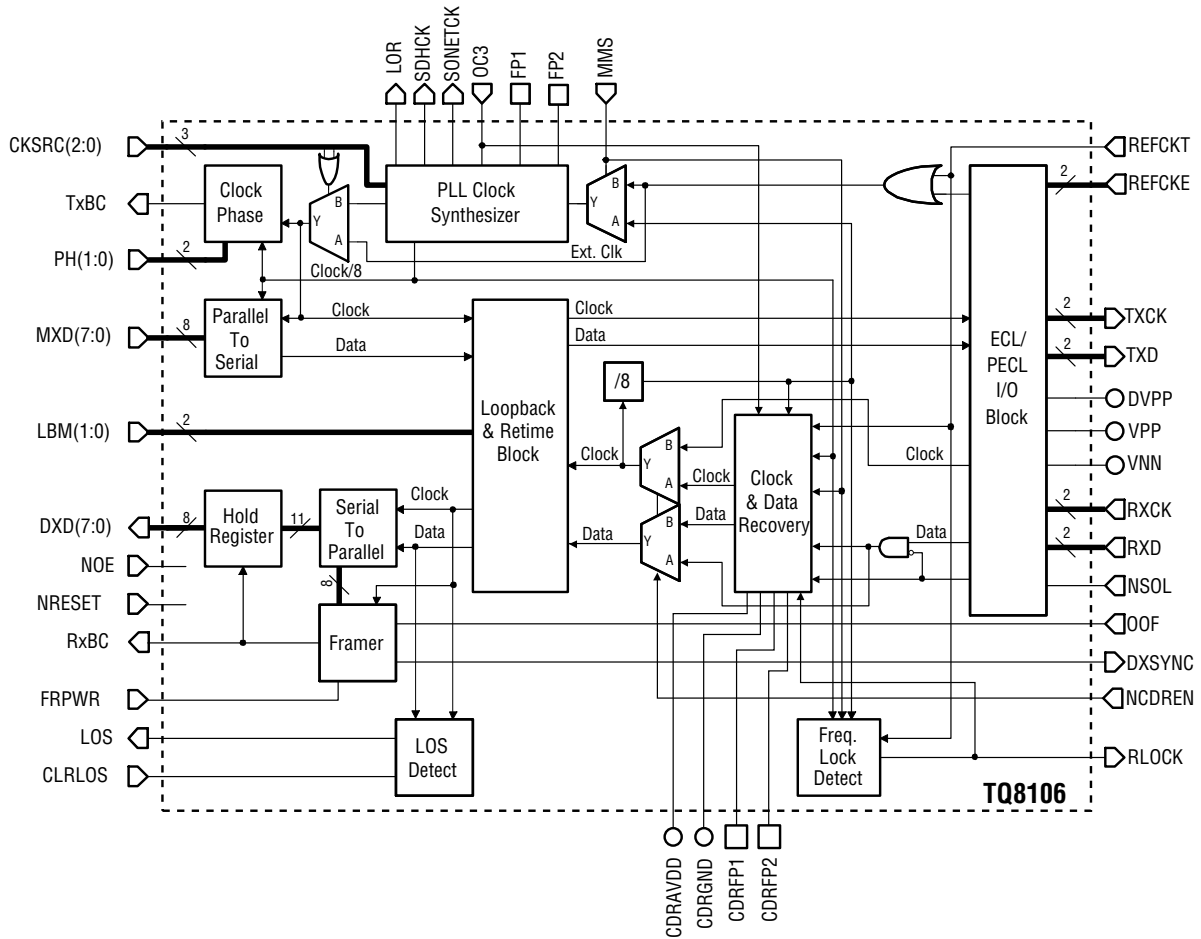 LOR
SDHCK
SONETCK
OC3
FP1
FP2
MMS
CKSRC(2:0)
3
TxBC
PH(1:0)
2
MXD(7:0)
8
LBM(1:0)
2
DXD(7:0)
8
NOE
NRESET
RxBC
FRPWR
LOS
CLRLOS
Clock
Phase
B
Y
A
PLL Clock
Synthesizer
B
Y
A
Ext. Clk
Clock/8
Parallel
To
Serial
Clock
Data
Loopback
& Retime
Block
Clock
Data
/8
B
Y
A
Clock
Clock
Clock
Clock
& Data
Recovery
B
Y
A
Data
Data
Data
Hold
Register
11
Serial
To
Parallel
Clock
Data
8
Framer
LOS
Detect
Freq.
Lock
Detect
ECL/
PECL
I/O
Block
REFCKT
2
REFCKE
2
TXCK
2
TXD
DVPP
VPP
VNN
2
RXCK
2
RXD
NSOL
OOF
DXSYNC
NCDREN
RLOCK
TQ8106
CDRAVDD
CDRGND
CDRFP1
CDRFP2